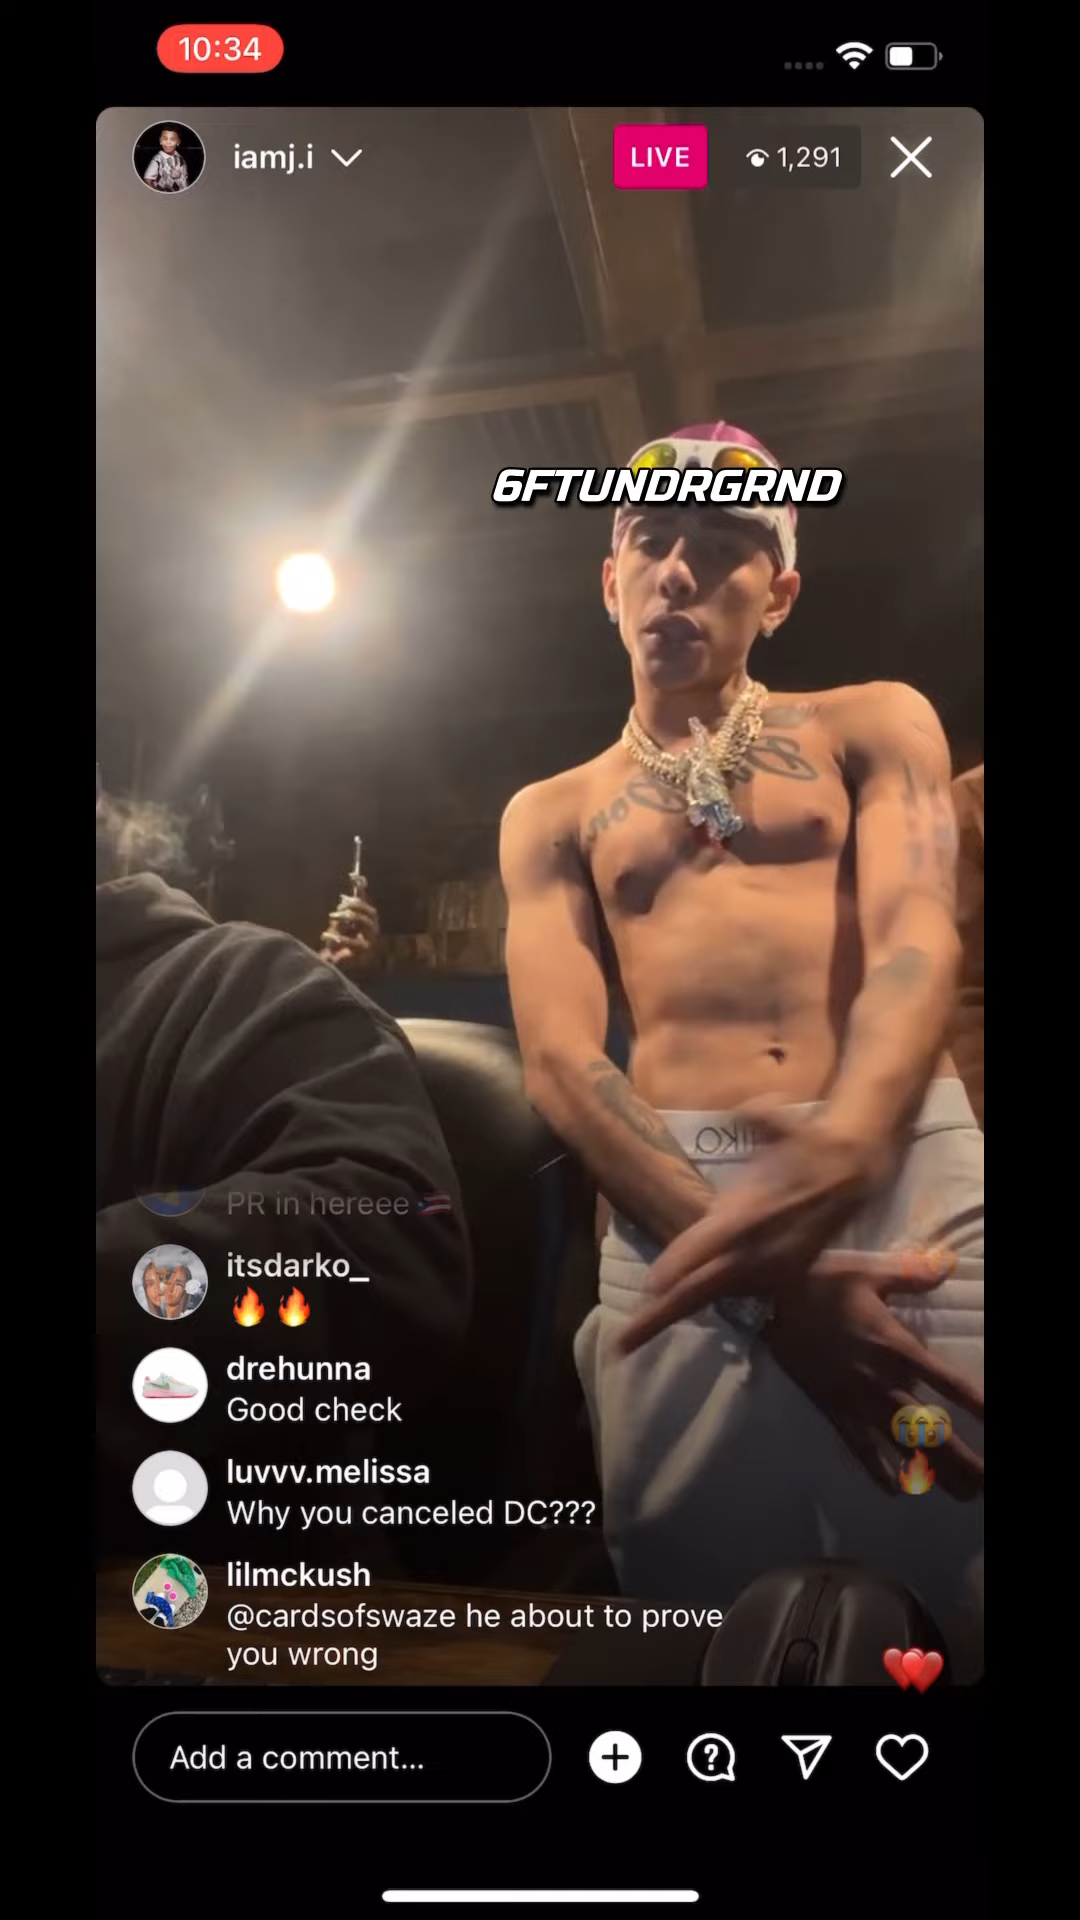 10:34
iamj.i
LIVE
1,291
6FTUNDRGRND
PR in hereee 🇵🇷
itsdarko_
🔥🔥
drehunna
Good check
luvvv.melissa
Why you canceled DC???
lilmckush
@cardsofswaze he about to prove
you wrong
Add a comment...